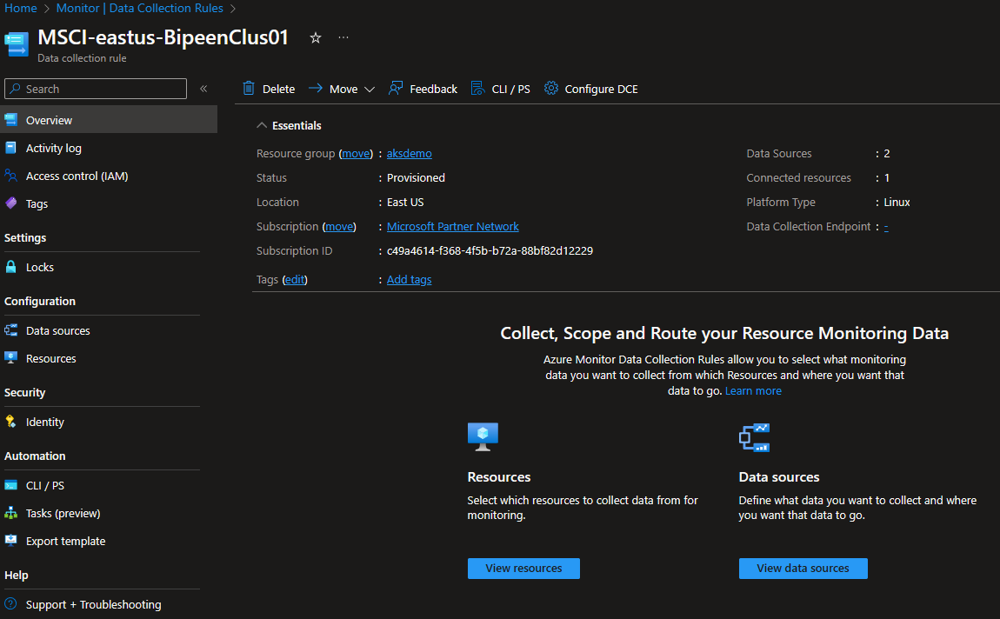 Home > Monitor | Data Collection Rules >
MSCI-eastus-BipeenClus01
Data collection rule
Search
Overview
Activity log
Access control (IAM)
Tags
Settings
Locks
Configuration
Data sources
Resources
Security
Identity
Automation
CLI / PS
Tasks (preview)
Export template
Help
Support + Troubleshooting
Delete Move Feedback CLI / PS Configure DCE
Essentials
Resource group (move) : aksdemo
Status : Provisioned
Location : East US
Subscription (move) : Microsoft Partner Network
Subscription ID : c49a4614-f368-4f5b-b72a-88bf82d12229
Tags (edit) : Add tags
Data Sources : 2
Connected resources : 1
Platform Type : Linux
Data Collection Endpoint : -
Collect, Scope and Route your Resource Monitoring Data
Azure Monitor Data Collection Rules allow you to select what monitoring
data you want to collect from which Resources and where you want that
data to go. Learn more
Resources
Select which resources to collect data from for
monitoring.
View resources
Data sources
Define what data you want to collect and where
you want that data to go.
View data sources